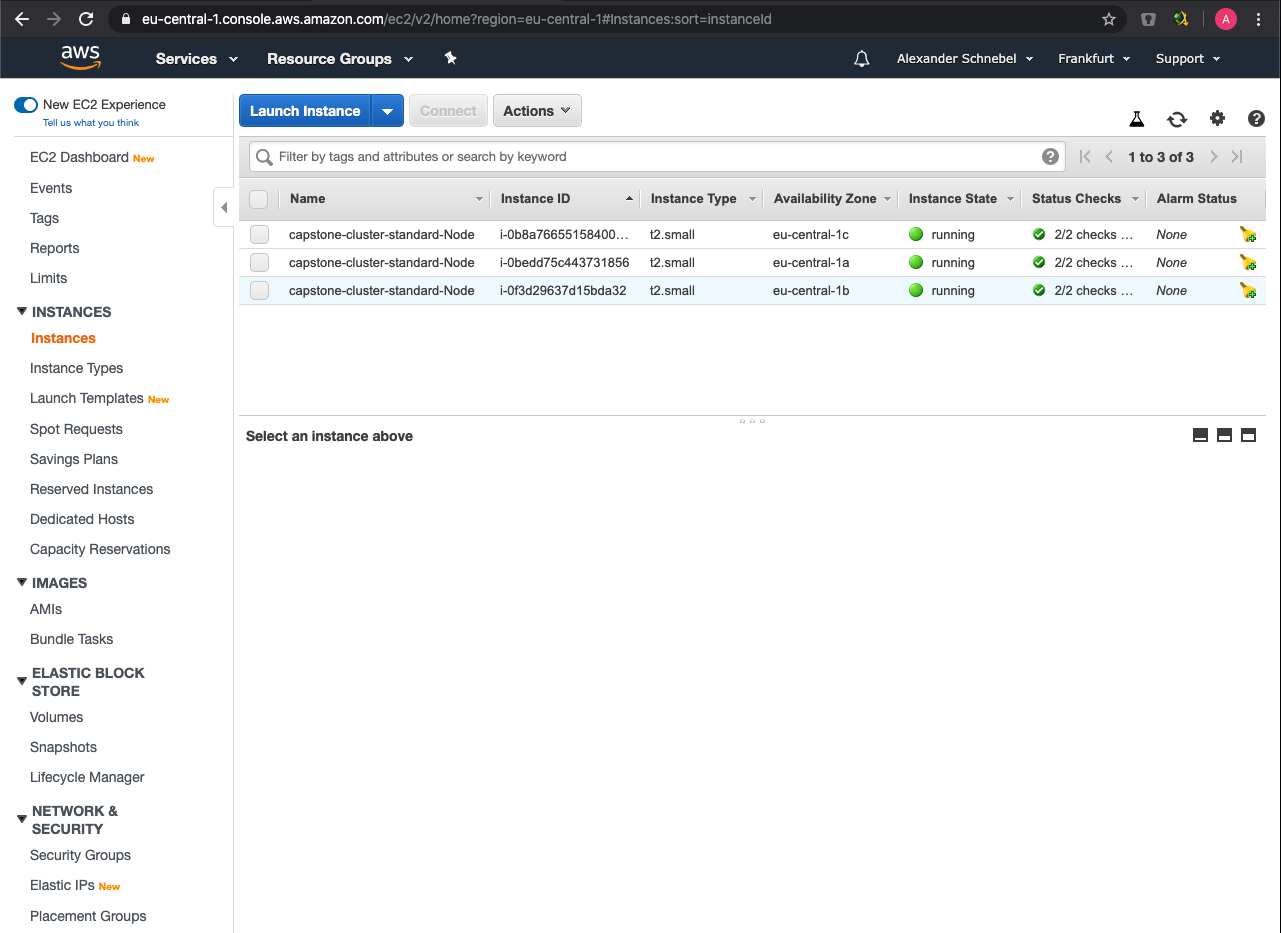 eu-central-1.console.aws.amazon.com/ec2/v2/home?region=eu-central-1#Instances:sort=instanceId
A
aws
Services
Resource Groups
Alexander Schnebel
Frankfurt
Support
New EC2 Experience
Tell us what you think
EC2 Dashboard New
Events
Tags
Reports
Limits
INSTANCES
Instances
Instance Types
Launch Templates New
Spot Requests
Savings Plans
Reserved Instances
Dedicated Hosts
Capacity Reservations
IMAGES
AMIs
Bundle Tasks
ELASTIC BLOCK
STORE
Volumes
Snapshots
Lifecycle Manager
NETWORK &
SECURITY
Security Groups
Elastic IPs New
Placement Groups
Launch Instance
Connect
Actions
Filter by tags and attributes or search by keyword
1 to 3 of 3
Name Instance ID Instance Type Availability Zone Instance State Status Checks Alarm Status
capstone-cluster-standard-Node i-0b8a76655158400... t2.small eu-central-1c running 2/2 checks ... None
capstone-cluster-standard-Node i-0bedd75c443731856 t2.small eu-central-1a running 2/2 checks ... None
capstone-cluster-standard-Node i-0f3d29637d15bda32 t2.small eu-central-1b running 2/2 checks ... None
Select an instance above